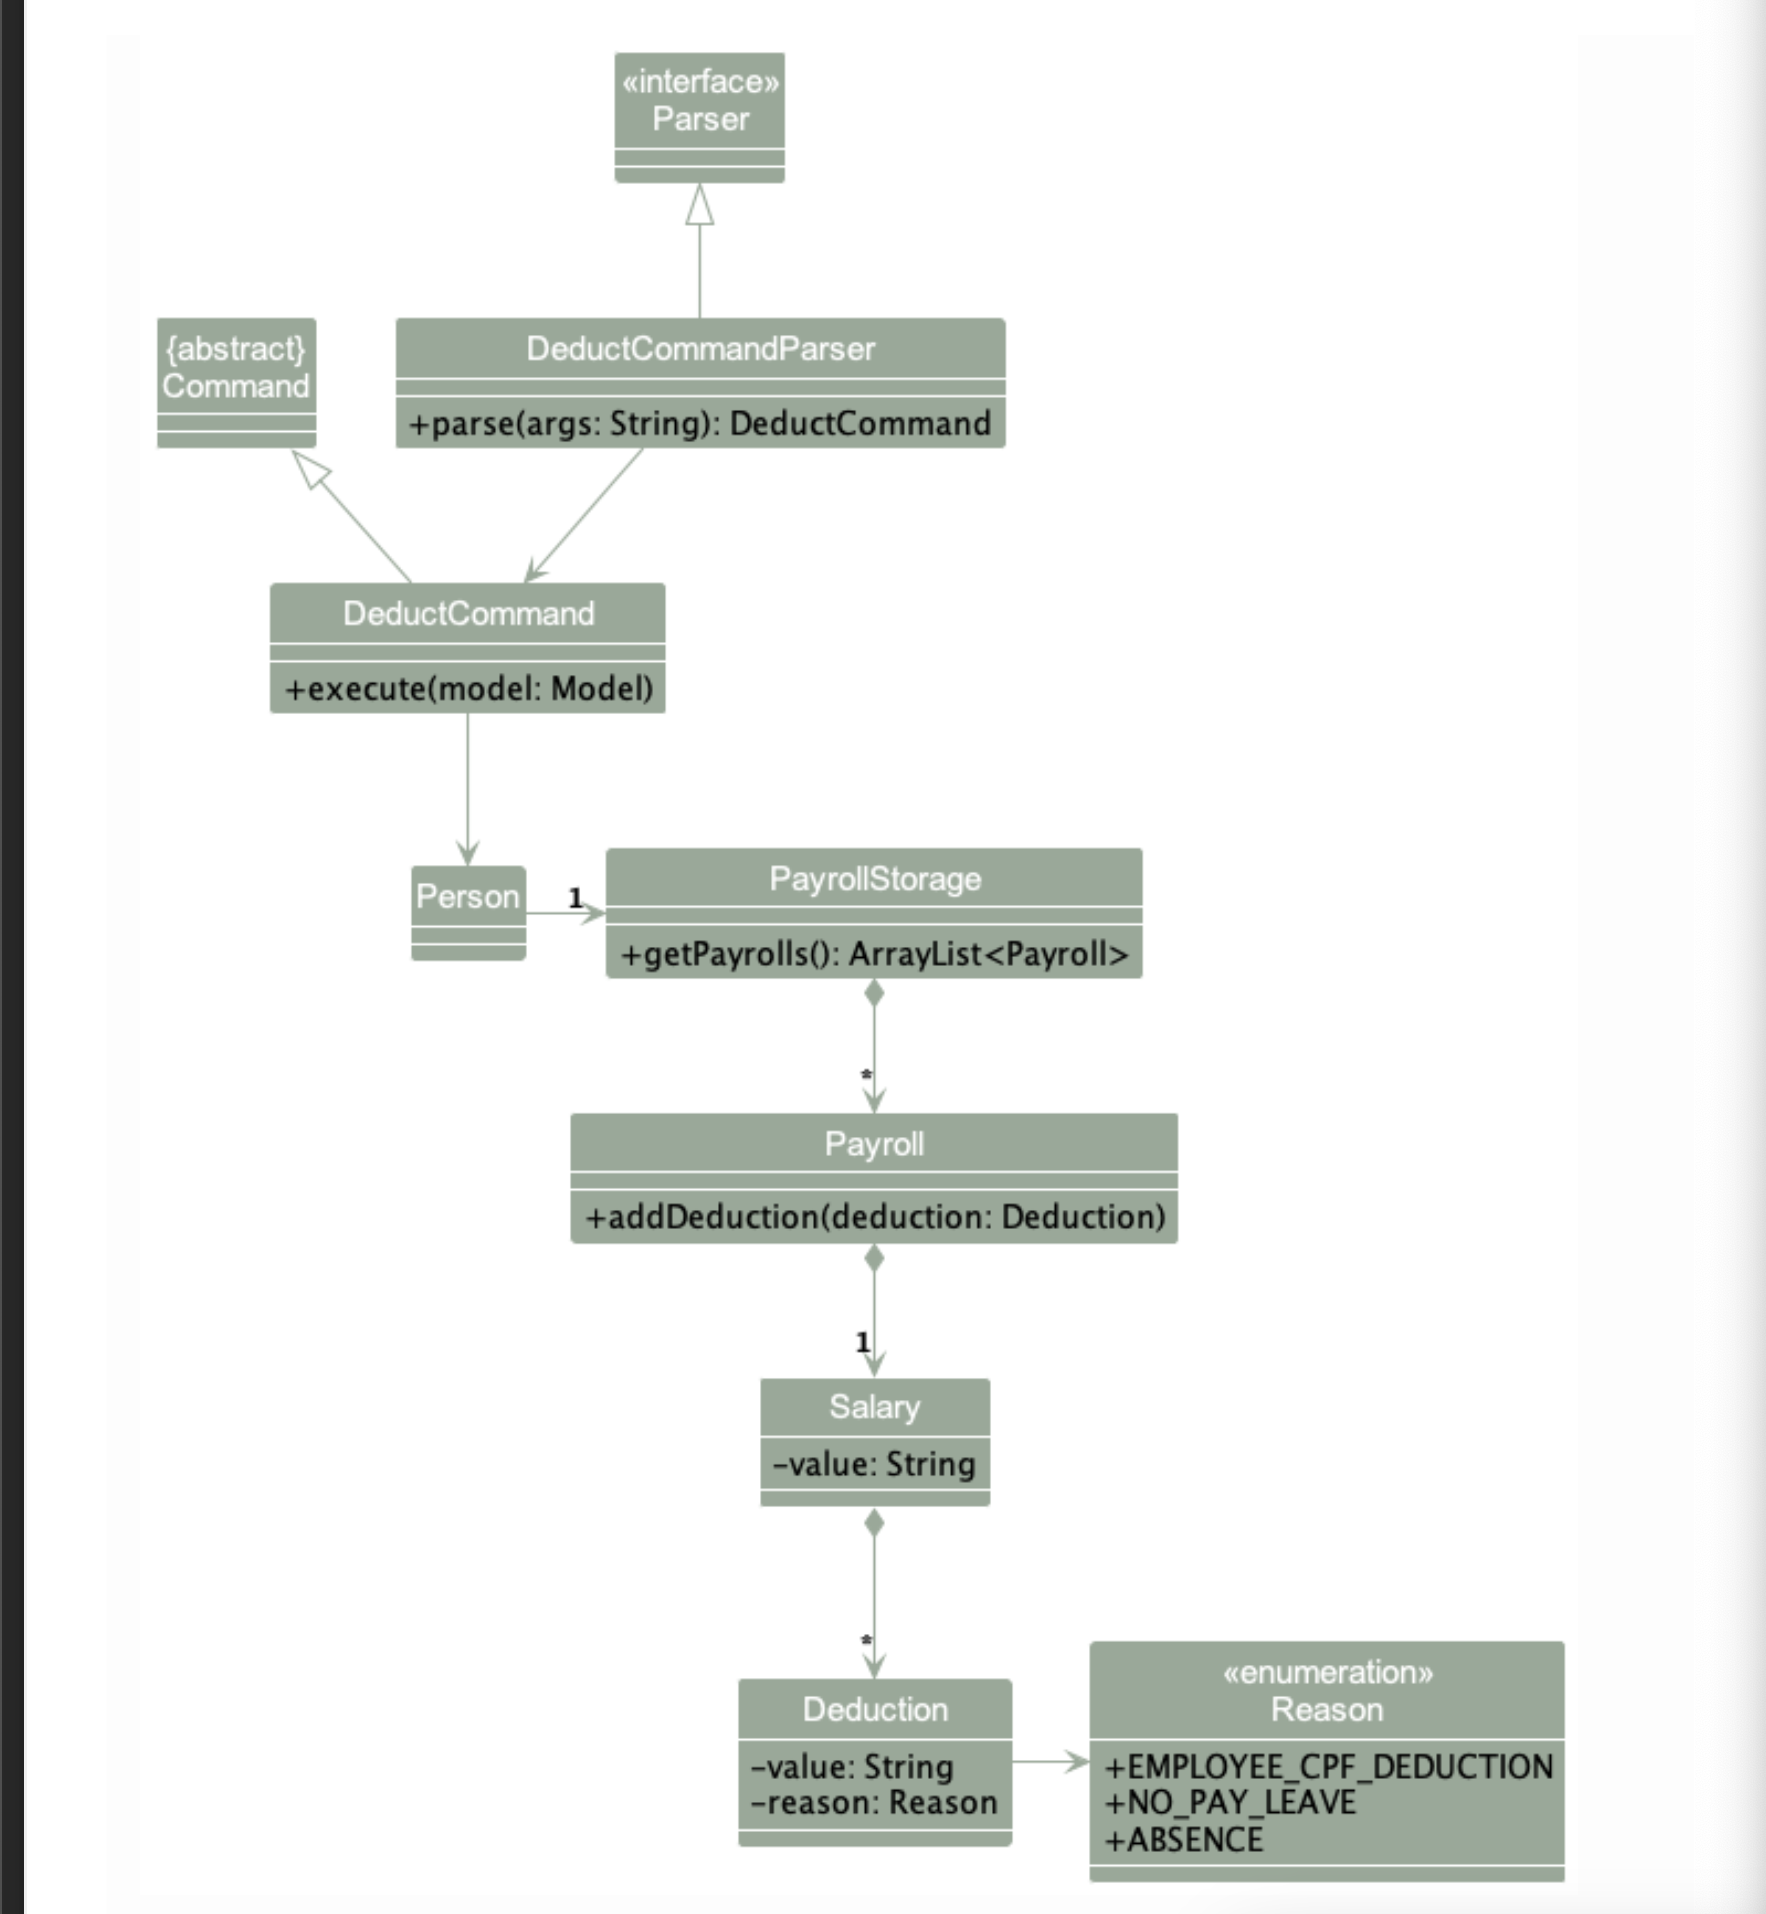 «interface»
Parser
{abstract}
Command
DeductCommandParser
+parse(args: String): DeductCommand
DeductCommand
+execute(model: Model)
Person
1
PayrollStorage
+getPayrolls(): ArrayList<Payroll>
*
Payroll
+addDeduction(deduction: Deduction)
1
Salary
-value: String
*
Deduction
-value: String
-reason: Reason
«enumeration»
Reason
+EMPLOYEE_CPF_DEDUCTION
+NO_PAY_LEAVE
+ABSENCE